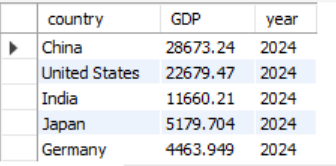 country GDP year
China 28673.24 2024
United States 22679.47 2024
India 11660.21 2024
Japan 5179.704 2024
Germany 4463.949 2024